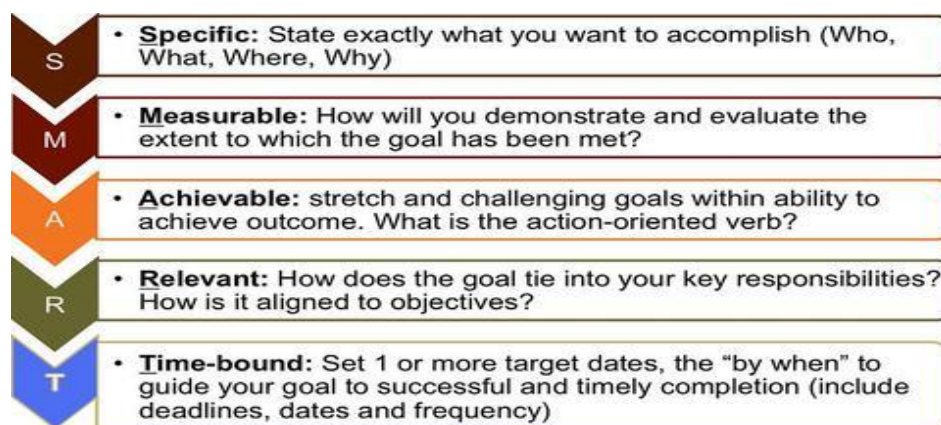 S
• Specific: State exactly what you want to accomplish (Who,
What, Where, Why)
M
• Measurable: How will you demonstrate and evaluate the
extent to which the goal has been met?
A
• Achievable: stretch and challenging goals within ability to
achieve outcome. What is the action-oriented verb?
R
• Relevant: How does the goal tie into your key responsibilities?
How is it aligned to objectives?
T
• Time-bound: Set 1 or more target dates, the “by when” to
guide your goal to successful and timely completion (include
deadlines, dates and frequency)